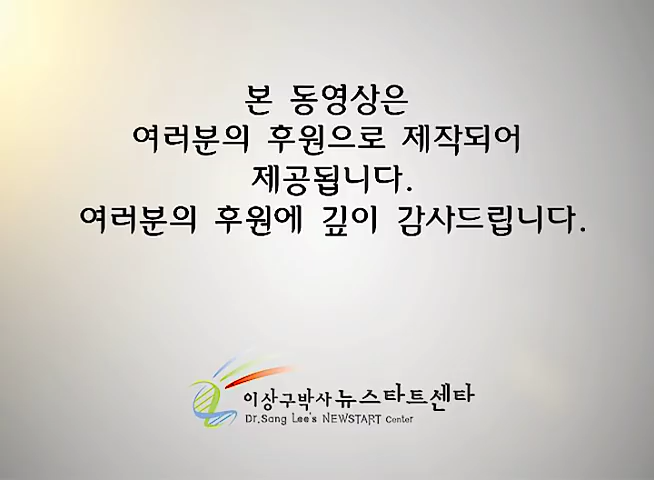 본 동영상은
여러분의 후원으로 제작되어
제공됩니다.
여러분의 후원에 깊이 감사드립니다.
이상구박사 뉴스타트센타
Dr.Sang Lee's NEWSTART Center